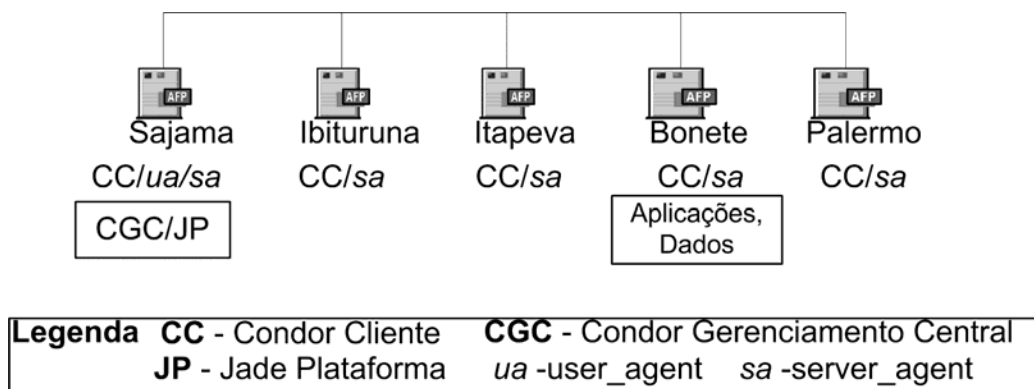 AFP AFP AFP AFP AFP
Sajama Ibituruna Itapeva Bonete Palermo
CC/ua/sa CC/sa CC/sa CC/sa CC/sa
CGC/JP
Aplicações,
Dados
Legenda CC - Condor Cliente CGC - Condor Gerenciamento Central
JP - Jade Plataforma ua -user_agent sa -server_agent